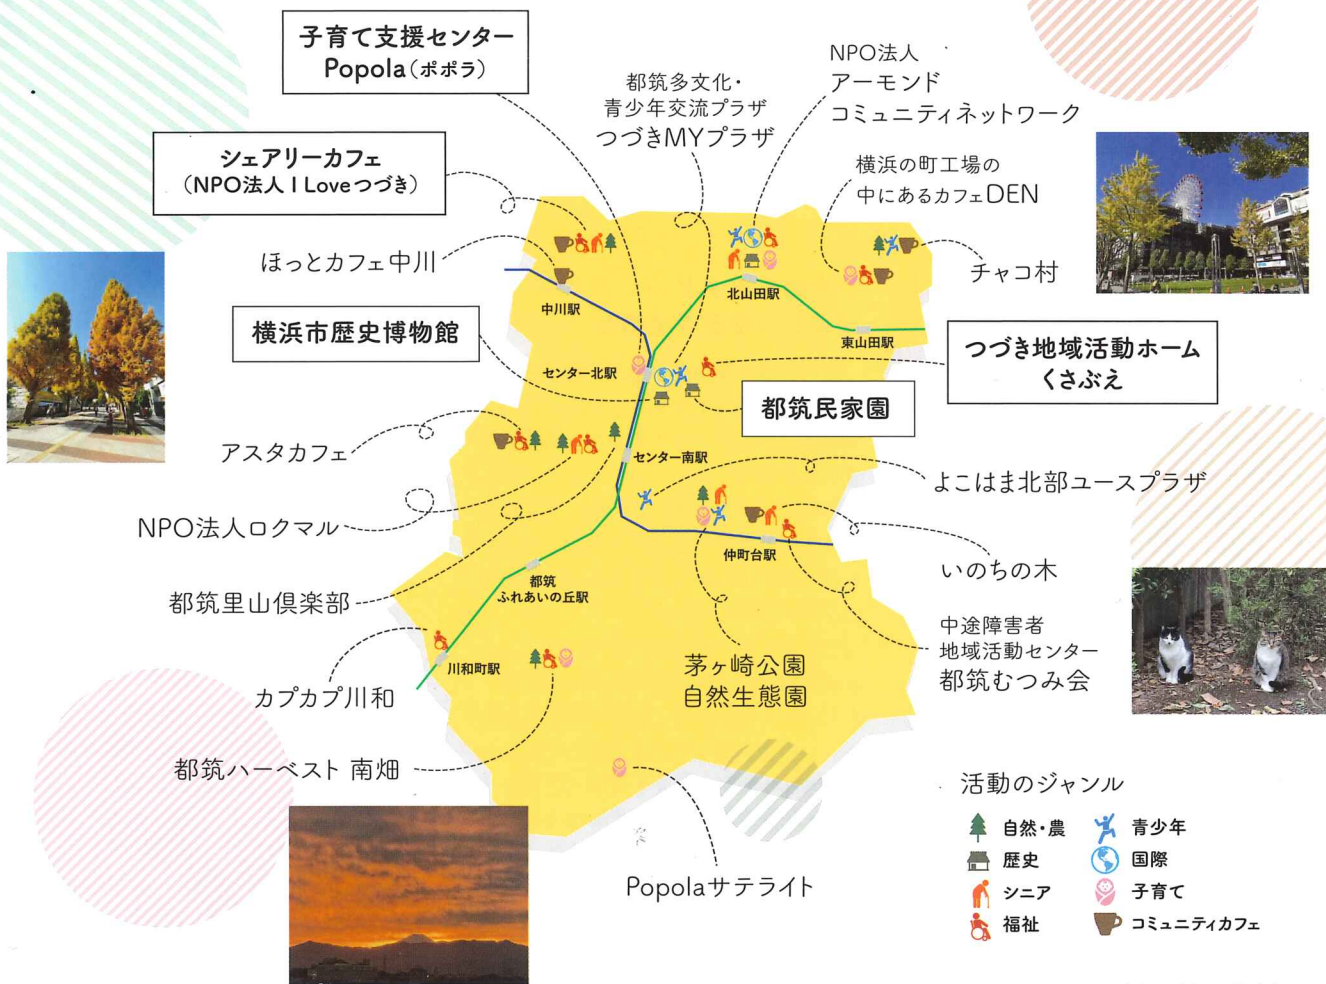 子育て支援センター
Popola（ポポラ）
都筑多文化・
青少年交流プラザ
つづきMYプラザ
NPO法人
アーモンド
コミュニティネットワーク
シェアリーカフェ
（NPO法人 I Loveつづき）
横浜の町工場の
中にあるカフェDEN
ほっとカフェ中川
チャコ村
中川駅
北山田駅
東山田駅
横浜市歴史博物館
つづき地域活動ホーム
くさぶえ
センター北駅
都筑民家園
アスタカフェ
センター南駅
よこはま北部ユースプラザ
NPO法人ロクマル
仲町台駅
いのちの木
都筑
ふれあいの丘駅
都筑里山倶楽部
中途障害者
地域活動センター
都筑むつみ会
川和町駅
茅ヶ崎公園
自然生態園
カプカプ川和
都筑ハーベスト 南畑
Popolaサテライト
活動のジャンル
自然・農
青少年
歴史
国際
シニア
子育て
福祉
コミュニティカフェ